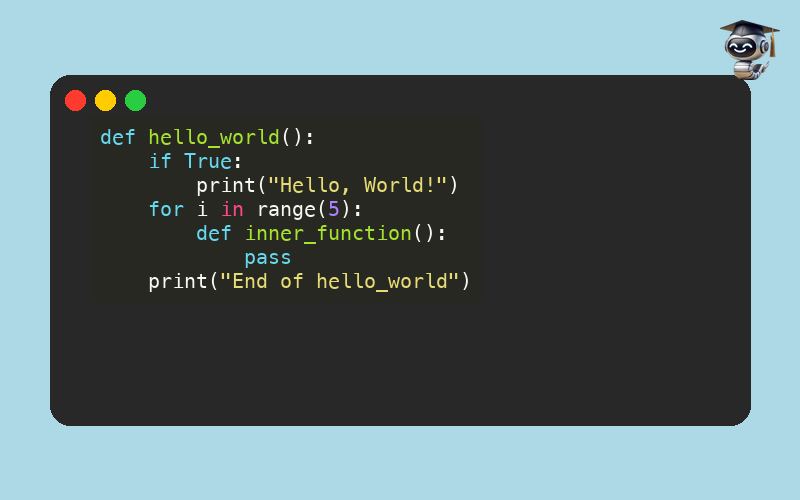 def hello_world():
    if True:
        print("Hello, World!")
    for i in range(5):
        def inner_function():
            pass
    print("End of hello_world")